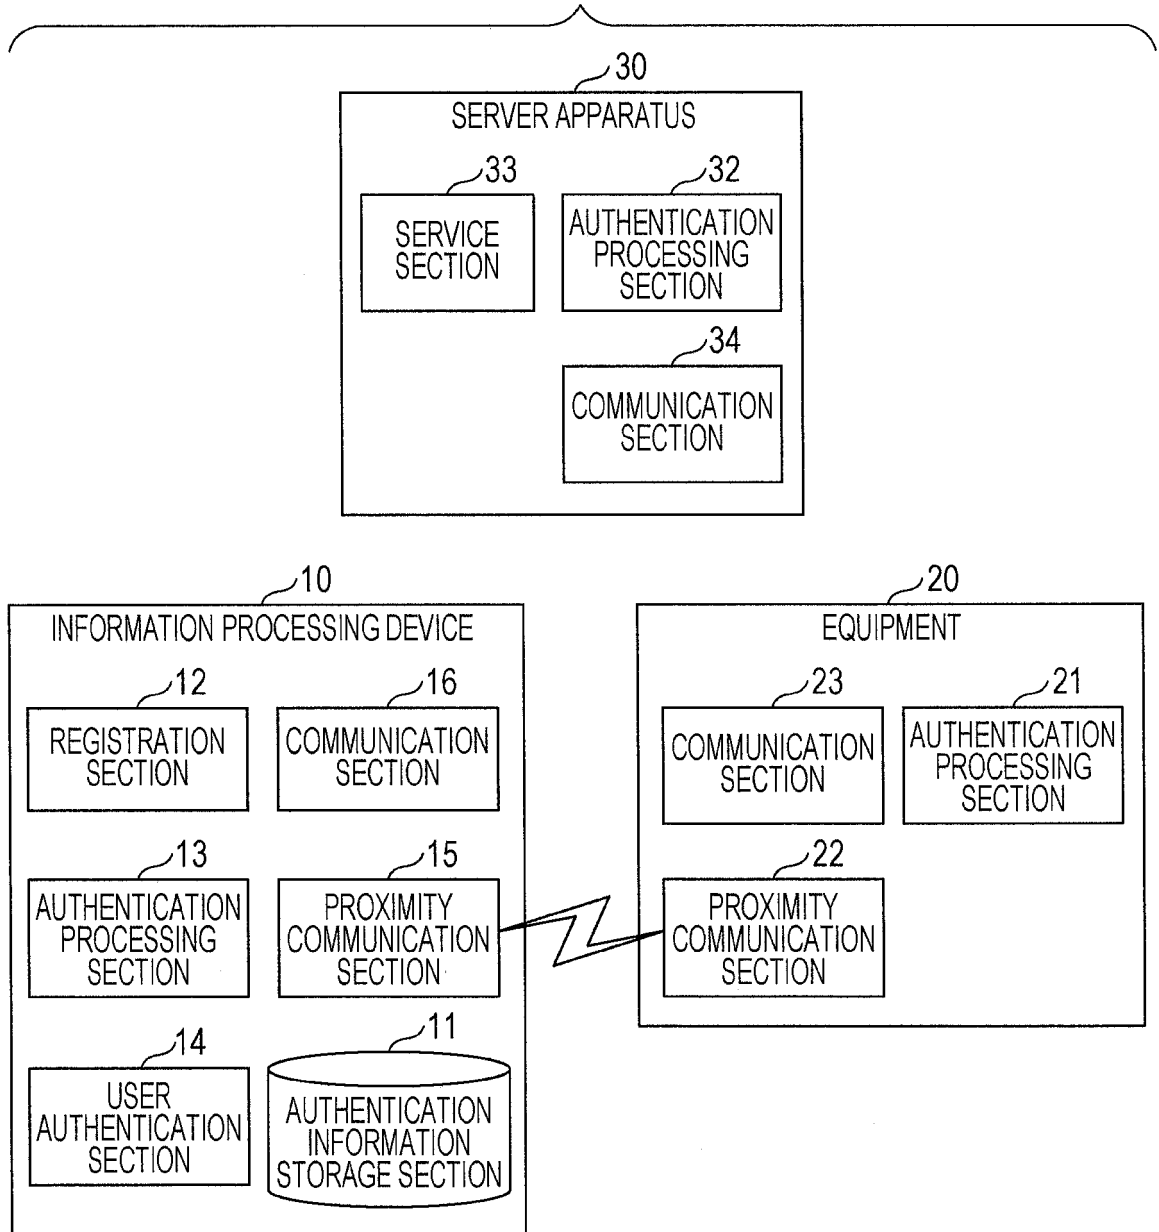 30
SERVER APPARATUS
33
SERVICE
SECTION
32
AUTHENTICATION
PROCESSING
SECTION
34
COMMUNICATION
SECTION
10
INFORMATION PROCESSING DEVICE
12
REGISTRATION
SECTION
16
COMMUNICATION
SECTION
13
AUTHENTICATION
PROCESSING
SECTION
15
PROXIMITY
COMMUNICATION
SECTION
14
USER
AUTHENTICATION
SECTION
11
AUTHENTICATION
INFORMATION
STORAGE SECTION
20
EQUIPMENT
23
COMMUNICATION
SECTION
21
AUTHENTICATION
PROCESSING
SECTION
22
PROXIMITY
COMMUNICATION
SECTION